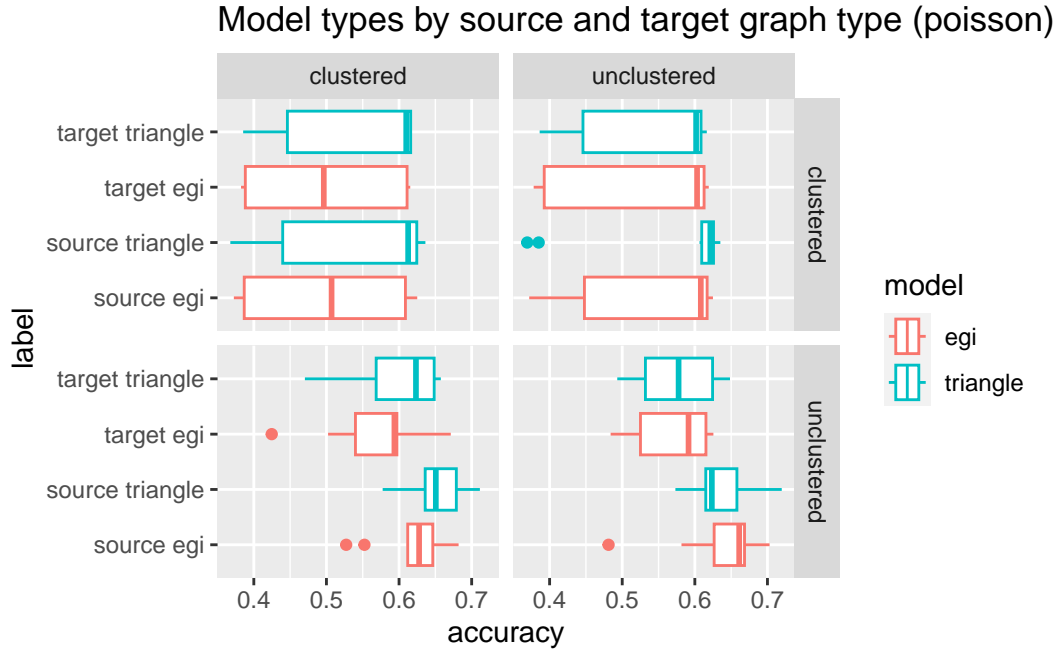 Model types by source and target graph type (poisson)
clustered
unclustered
target triangle
target egi
source triangle
source egi
clustered
target triangle
target egi
source triangle
source egi
unclustered
label
0.4
0.5
0.6
0.7
0.4
0.5
0.6
0.7
accuracy
model
egi
triangle